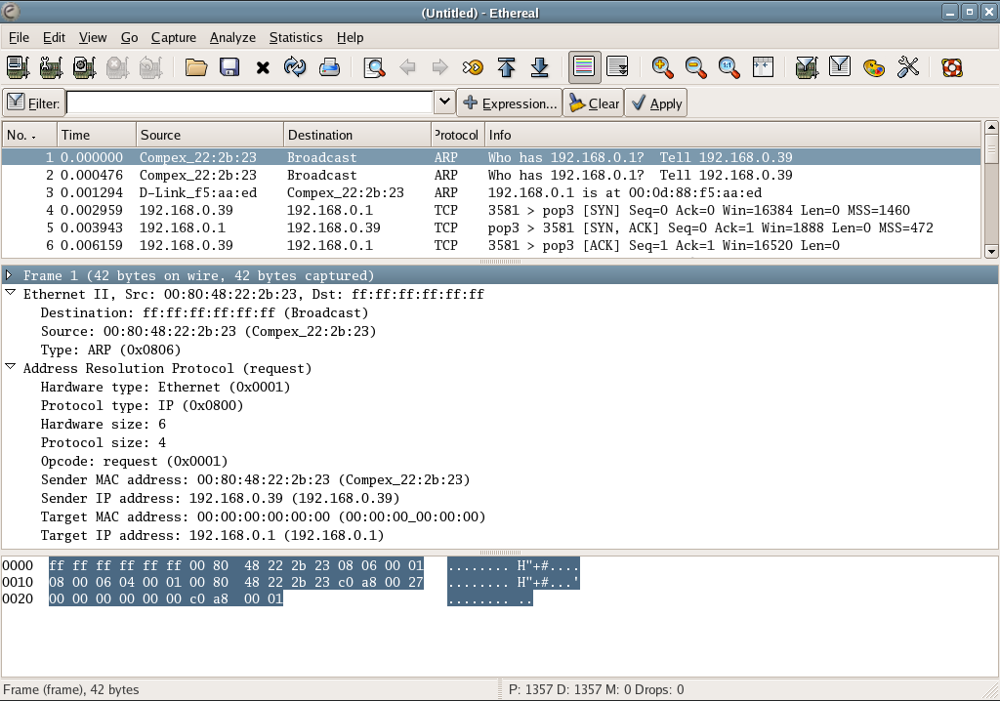 (Untitled) - Ethereal
File Edit View Go Capture Analyze Statistics Help
Filter: Expression... Clear Apply
No. Time Source Destination Protocol Info
1 0.000000 Compex_22:2b:23 Broadcast ARP Who has 192.168.0.1? Tell 192.168.0.39
2 0.000476 Compex_22:2b:23 Broadcast ARP Who has 192.168.0.1? Tell 192.168.0.39
3 0.001294 D-Link_f5:aa:ed Compex_22:2b:23 ARP 192.168.0.1 is at 00:0d:88:f5:aa:ed
4 0.002959 192.168.0.39 192.168.0.1 TCP 3581 > pop3 [SYN] Seq=0 Ack=0 Win=16384 Len=0 MSS=1460
5 0.003943 192.168.0.1 192.168.0.39 TCP pop3 > 3581 [SYN, ACK] Seq=0 Ack=1 Win=1888 Len=0 MSS=472
6 0.006159 192.168.0.39 192.168.0.1 TCP 3581 > pop3 [ACK] Seq=1 Ack=1 Win=16520 Len=0
Frame 1 (42 bytes on wire, 42 bytes captured)
Ethernet II, Src: 00:80:48:22:2b:23, Dst: ff:ff:ff:ff:ff:ff
Destination: ff:ff:ff:ff:ff:ff (Broadcast)
Source: 00:80:48:22:2b:23 (Compex_22:2b:23)
Type: ARP (0x0806)
Address Resolution Protocol (request)
Hardware type: Ethernet (0x0001)
Protocol type: IP (0x0800)
Hardware size: 6
Protocol size: 4
Opcode: request (0x0001)
Sender MAC address: 00:80:48:22:2b:23 (Compex_22:2b:23)
Sender IP address: 192.168.0.39 (192.168.0.39)
Target MAC address: 00:00:00:00:00:00 (00:00:00_00:00:00)
Target IP address: 192.168.0.1 (192.168.0.1)
0000 ff ff ff ff ff ff 00 80 48 22 2b 23 08 06 00 01 ........ H"+#....
0010 08 00 06 04 00 01 00 80 48 22 2b 23 c0 a8 00 27 ........ H"+#...'
0020 00 00 00 00 00 00 c0 a8 00 01 ........ ..
Frame (frame), 42 bytes P: 1357 D: 1357 M: 0 Drops: 0